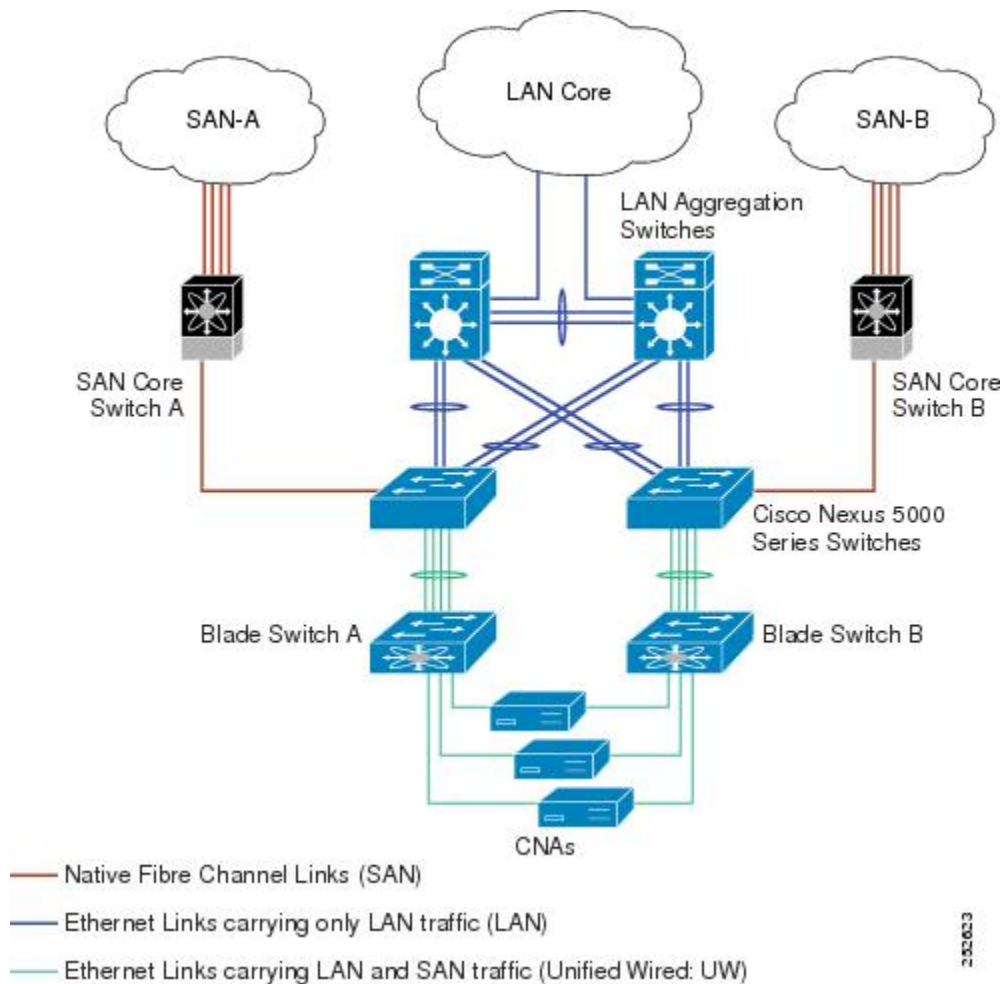 SAN-A
LAN Core
SAN-B
LAN Aggregation
Switches
SAN Core
Switch A
SAN Core
Switch B
Cisco Nexus 5000
Series Switches
Blade Switch A
Blade Switch B
CNAs
Native Fibre Channel Links (SAN)
Ethernet Links carrying only LAN traffic (LAN)
Ethernet Links carrying LAN and SAN traffic (Unified Wired: UW)
252623